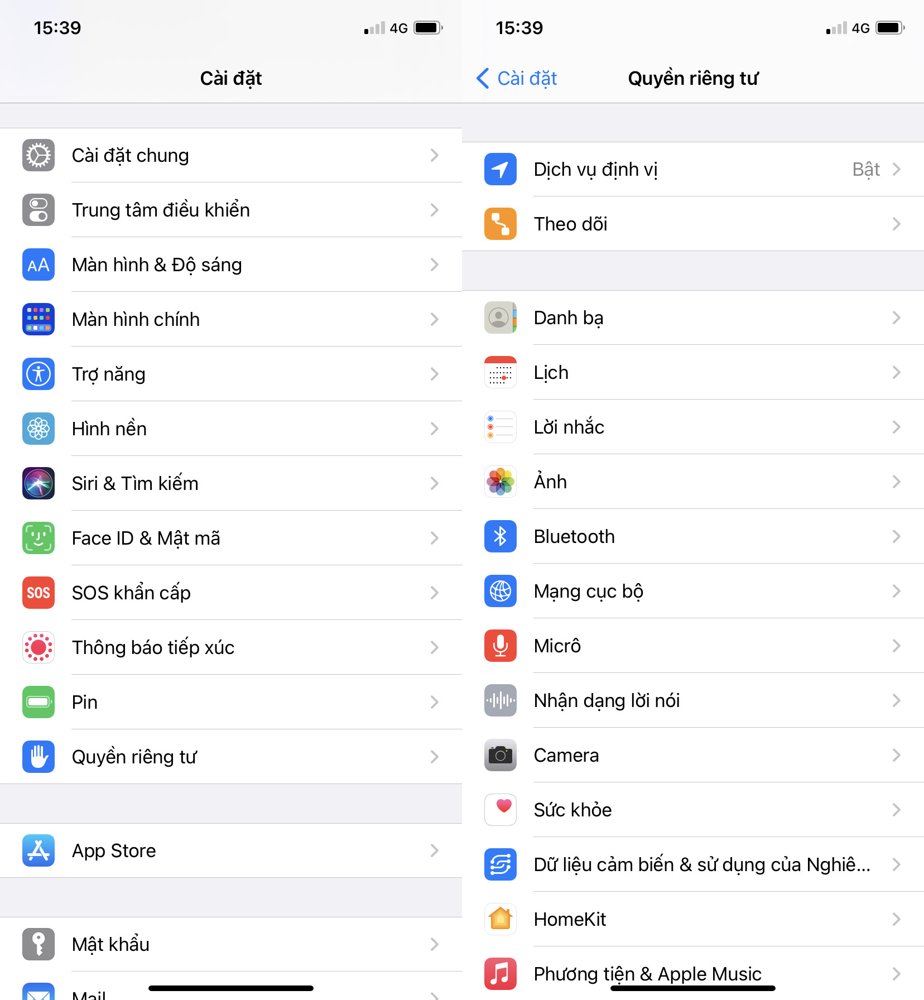 15:39
4G
Cài đặt
Cài đặt chung
Trung tâm điều khiển
AA
Màn hình & Độ sáng
Màn hình chính
Trợ năng
Hình nền
Siri & Tìm kiếm
Face ID & Mật mã
SOS
SOS khẩn cấp
Thông báo tiếp xúc
Pin
Quyền riêng tư
App Store
Mật khẩu
Mail
15:39
4G
Cài đặt
Quyền riêng tư
Dịch vụ định vị
Bật
Theo dõi
Danh bạ
Lịch
Lời nhắc
Ảnh
Bluetooth
Mạng cục bộ
Micrô
Nhận dạng lời nói
Camera
Sức khỏe
Dữ liệu cảm biến & sử dụng của Nghiê...
HomeKit
Phương tiện & Apple Music